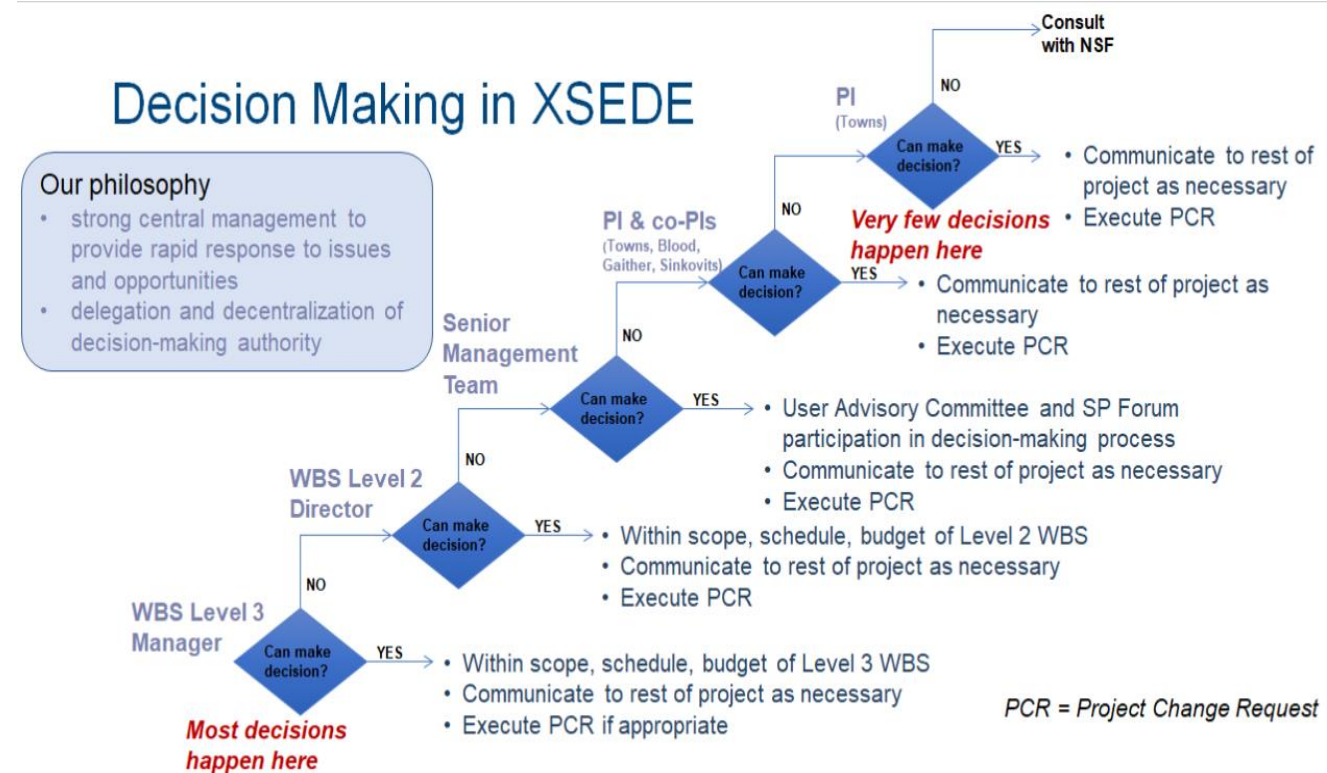 Decision Making in XSEDE
Our philosophy
• strong central management to
provide rapid response to issues
and opportunities
• delegation and decentralization of
decision-making authority
Consult
with NSF
NO
PI
(Towns)
Can make
decision?
YES
• Communicate to rest of
project as necessary
• Execute PCR
Very few decisions
happen here
NO
PI & co-PIs
(Towns, Blood,
Gaither, Sinkovits)
Can make
decision?
YES
• Communicate to rest of project as
necessary
• Execute PCR
NO
Senior
Management
Team
Can make
decision?
YES
• User Advisory Committee and SP Forum
participation in decision-making process
• Communicate to rest of project as necessary
• Execute PCR
NO
WBS Level 2
Director
Can make
decision?
YES
• Within scope, schedule, budget of Level 2 WBS
• Communicate to rest of project as necessary
• Execute PCR
NO
WBS Level 3
Manager
Can make
decision?
YES
• Within scope, schedule, budget of Level 3 WBS
• Communicate to rest of project as necessary
• Execute PCR if appropriate
Most decisions
happen here
PCR = Project Change Request